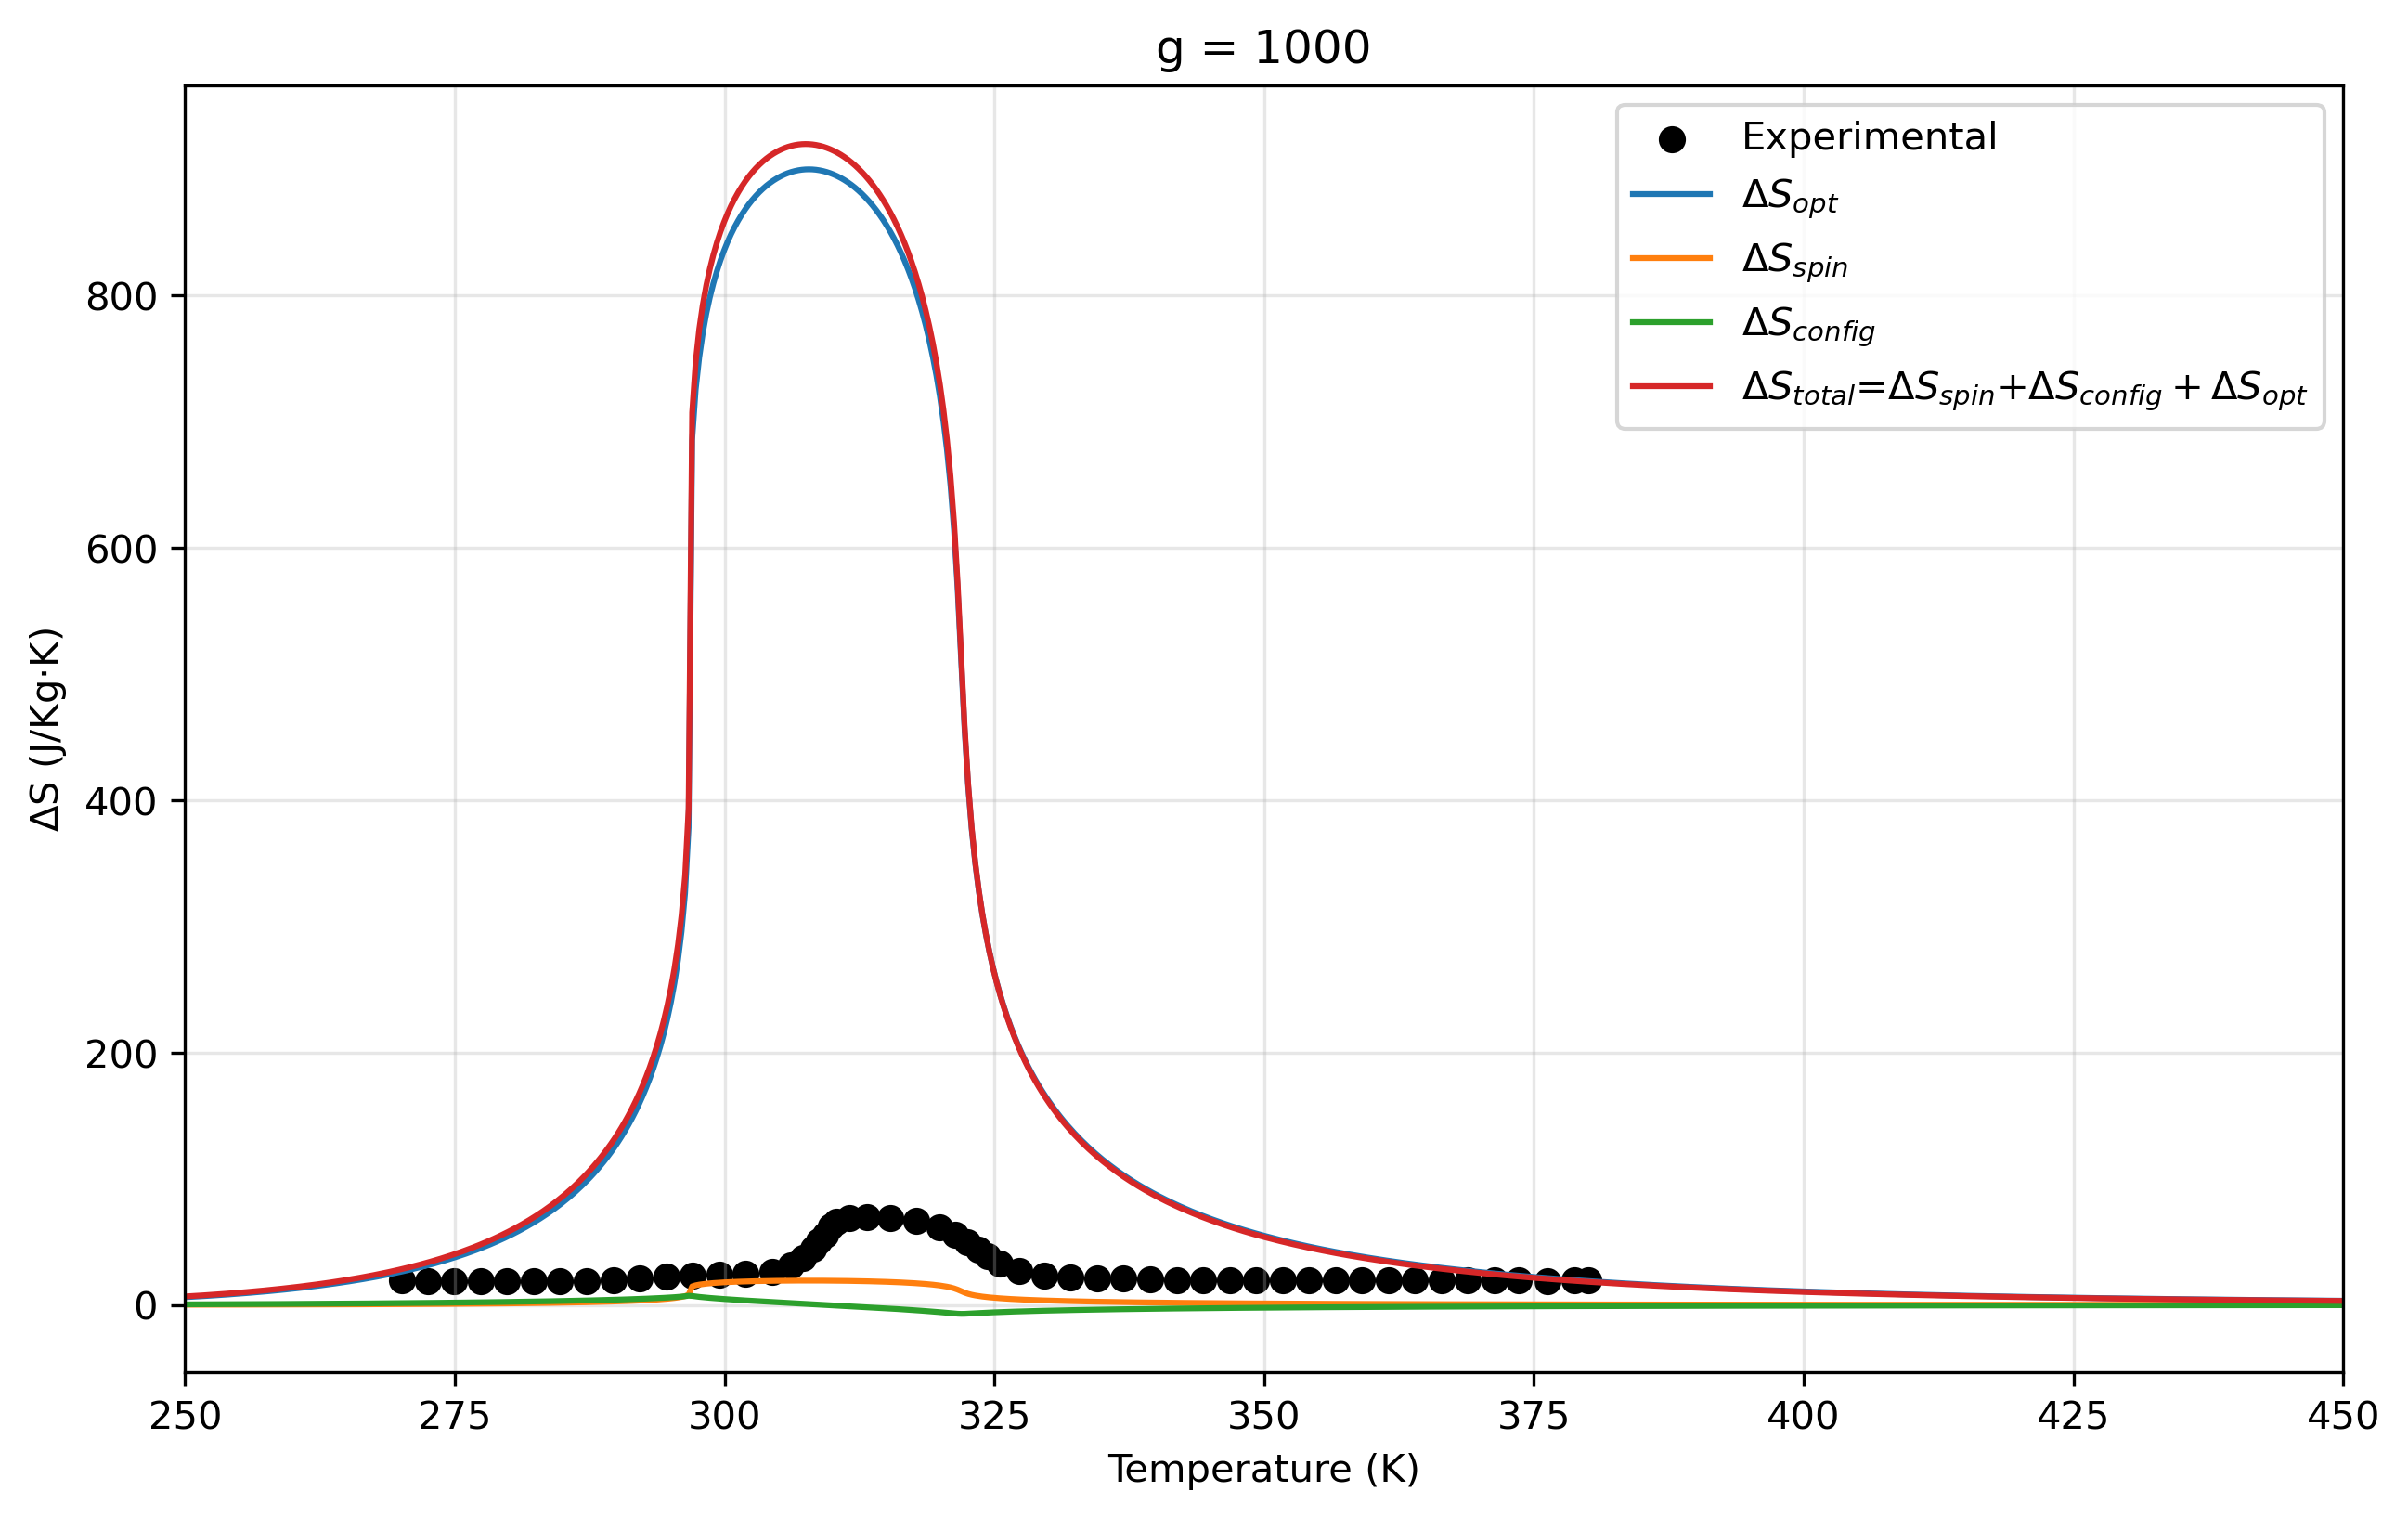 g = 1000
Experimental
ΔS_opt
ΔS_spin
ΔS_config
ΔS_total=ΔS_spin+ΔS_config + ΔS_opt
ΔS (J/Kg·K)
800
600
400
200
0
250 275 300 325 350 375 400 425 450
Temperature (K)